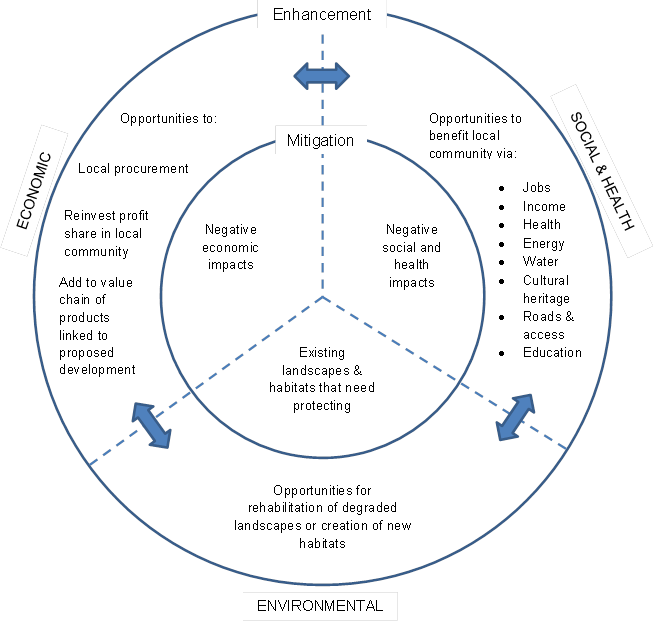 Enhancement
ECONOMIC
SOCIAL & HEALTH
Opportunities to:
Local procurement
Reinvest profit
share in local
community
Add to value
chain of
products
linked to
proposed
development
Mitigation
Negative
economic
impacts
Negative
social and
health
impacts
Existing
landscapes &
habitats that need
protecting
Opportunities to
benefit local
community via:
• Jobs
• Income
• Health
• Energy
• Water
• Cultural
heritage
• Roads &
access
• Education
Opportunities for
rehabilitation of degraded
landscapes or creation of new
habitats
ENVIRONMENTAL